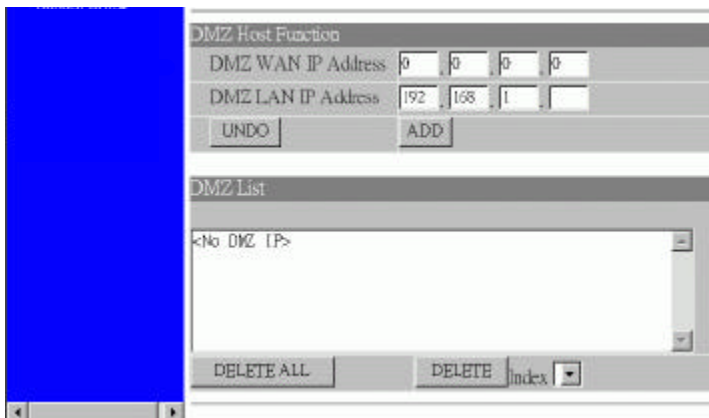 DMZ Host Function
DMZ WAN IP Address 0 . 0 . 0 . 0
DMZ LAN IP Address 192 . 168 . 1 .
UNDO ADD
DMZ List
<No DMZ IP>
DELETE ALL DELETE Index